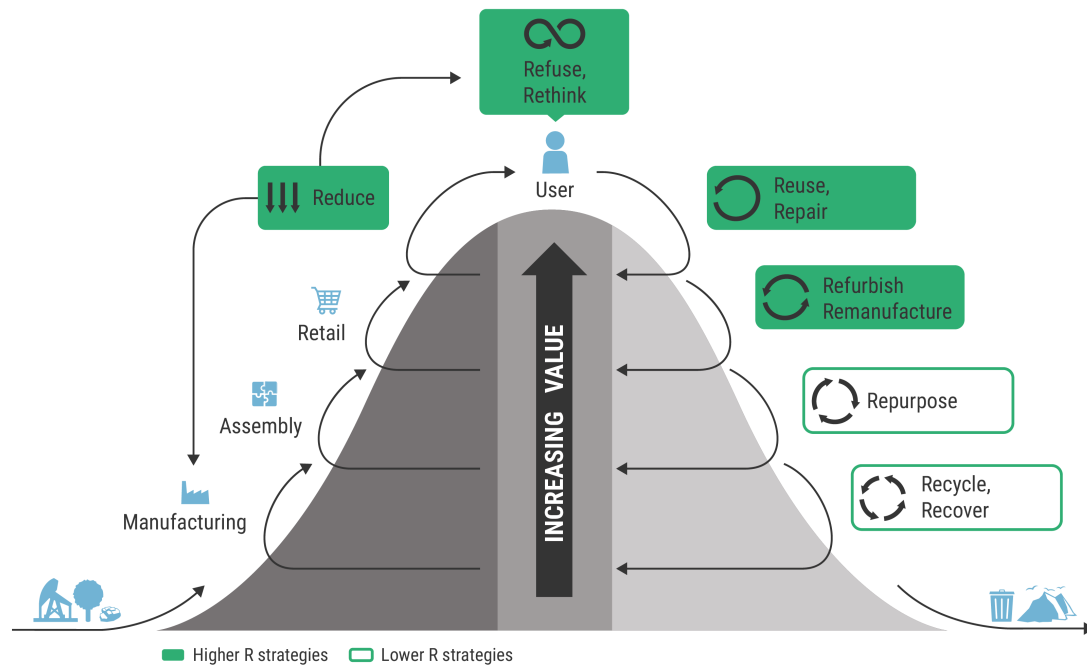 Refuse,
Rethink
User
Reduce
Reuse,
Repair
Refurbish
Remanufacture
Retail
INCREASING VALUE
Repurpose
Assembly
Recycle,
Recover
Manufacturing
Higher R strategies
Lower R strategies